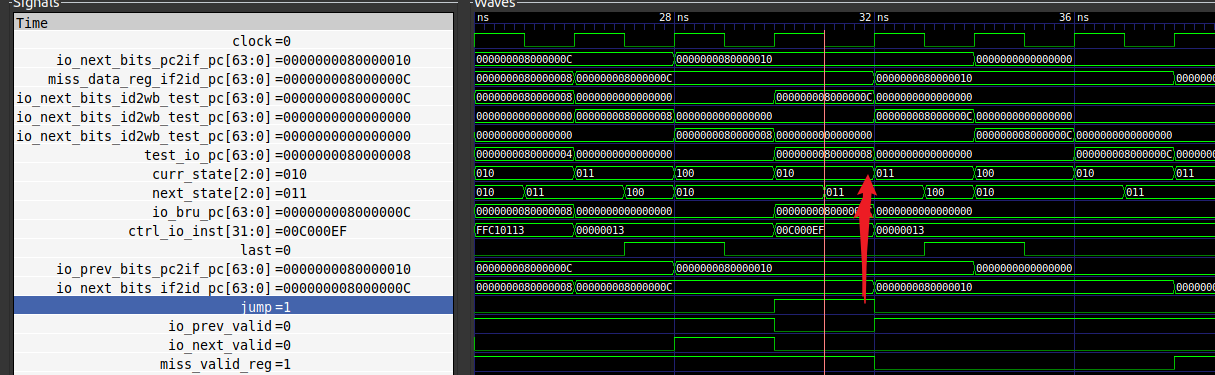 Signals
Waves
ns 28 ns 32 ns 36 ns
Time
clock=0
io_next_bits_pc2if_pc[63:0]=0000000080000010 000000008000000C 0000000080000010 0000000000000000
miss_data_reg_if2id_pc[63:0]=000000008000000C 0000000080000008 000000008000000C 0000000080000010 000000
io_next_bits_id2wb_test_pc[63:0]=000000008000000C 0000000080000008 0000000000000000 000000008000000C 0000000000000000
io_next_bits_id2wb_test_pc[63:0]=0000000000000000 0000000000000000 0000000080000008 0000000000000000 000000008000000C 0000000000000000
io_next_bits_id2wb_test_pc[63:0]=0000000000000000 0000000000000000 0000000080000008 0000000000000000 000000008000000C 0000000000000000
test_io_pc[63:0]=0000000080000008 0000000080000004 0000000000000000 0000000080000008 0000000000000000 000000008000000C 000000
curr_state[2:0]=010 010 011 100 010 011 100 010 011
next_state[2:0]=011 010 011 100 010 011 100 010 011
io_bru_pc[63:0]=000000008000000C 0000000080000008 0000000000000000 000000008000000C 0000000000000000
ctrl_io_inst[31:0]=00C000EF FFC10113 00000013 00C000EF 00000013
last=0
io_prev_bits_pc2if_pc[63:0]=0000000080000010 000000008000000C 0000000080000010 0000000000000000
io_next_bits_if2id_pc[63:0]=000000008000000C 0000000080000008 000000008000000C 0000000080000010 000000
jump=1
io_prev_valid=0
io_next_valid=0
miss_valid_reg=1